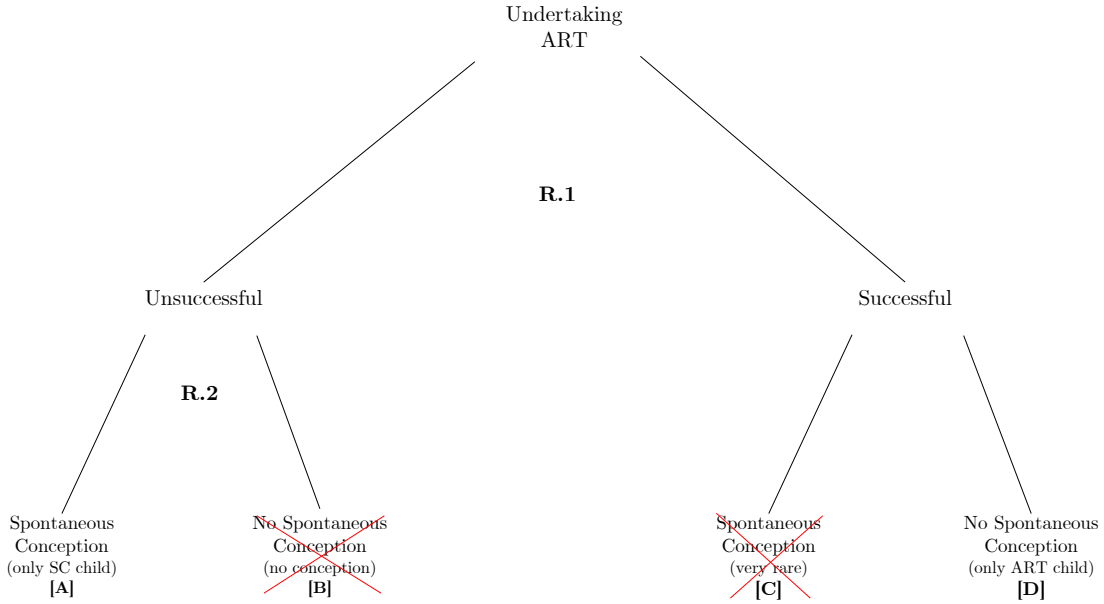 Undertaking
ART
R.1
Unsuccessful
Successful
R.2
Spontaneous
Conception
(only SC child)
[A]
No Spontaneous
Conception
(no conception)
[B]
Spontaneous
Conception
(very rare)
[C]
No Spontaneous
Conception
(only ART child)
[D]